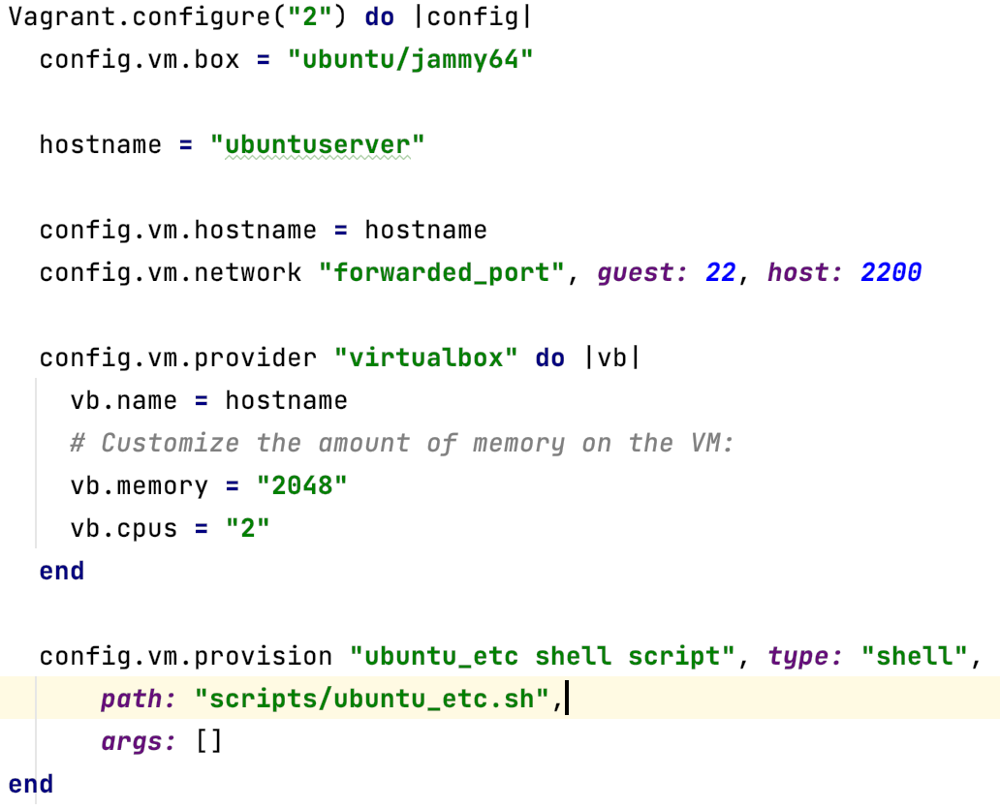 Vagrant.configure("2") do |config|
  config.vm.box = "ubuntu/jammy64"

  hostname = "ubuntuserver"

  config.vm.hostname = hostname
  config.vm.network "forwarded_port", guest: 22, host: 2200

  config.vm.provider "virtualbox" do |vb|
    vb.name = hostname
    # Customize the amount of memory on the VM:
    vb.memory = "2048"
    vb.cpus = "2"
  end

  config.vm.provision "ubuntu_etc shell script", type: "shell",
      path: "scripts/ubuntu_etc.sh",
      args: []
end